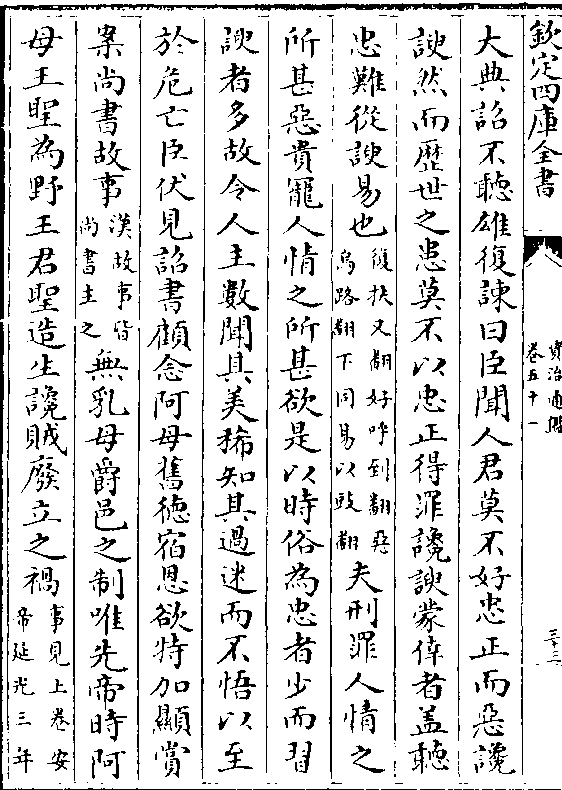 欽定四庫全書
資治通鑑
卷五十一
三十三
大典詔不聽雄復諫曰臣聞人君莫不好忠正而惡讒
諛然而歴世之患莫不以忠正得罪讒諛蒙倖者盖聽
忠難從諛易也復扶又翻好呼到翻惡烏路翻下同易以豉翻夫刑罪人情之
所甚惡貴寵人情之所甚欲是以時俗為忠者少而習
諛者多故令人主數聞其美稀知其過迷而不悟以至
於危亡臣伏見詔書顧念阿母舊徳宿恩欲特加顯賞
案尚書故事漢故事皆尚書主之無乳母爵邑之制唯先帝時阿
母王聖為野王君聖造生讒賊廢立之禍事見上卷安帝延光三年